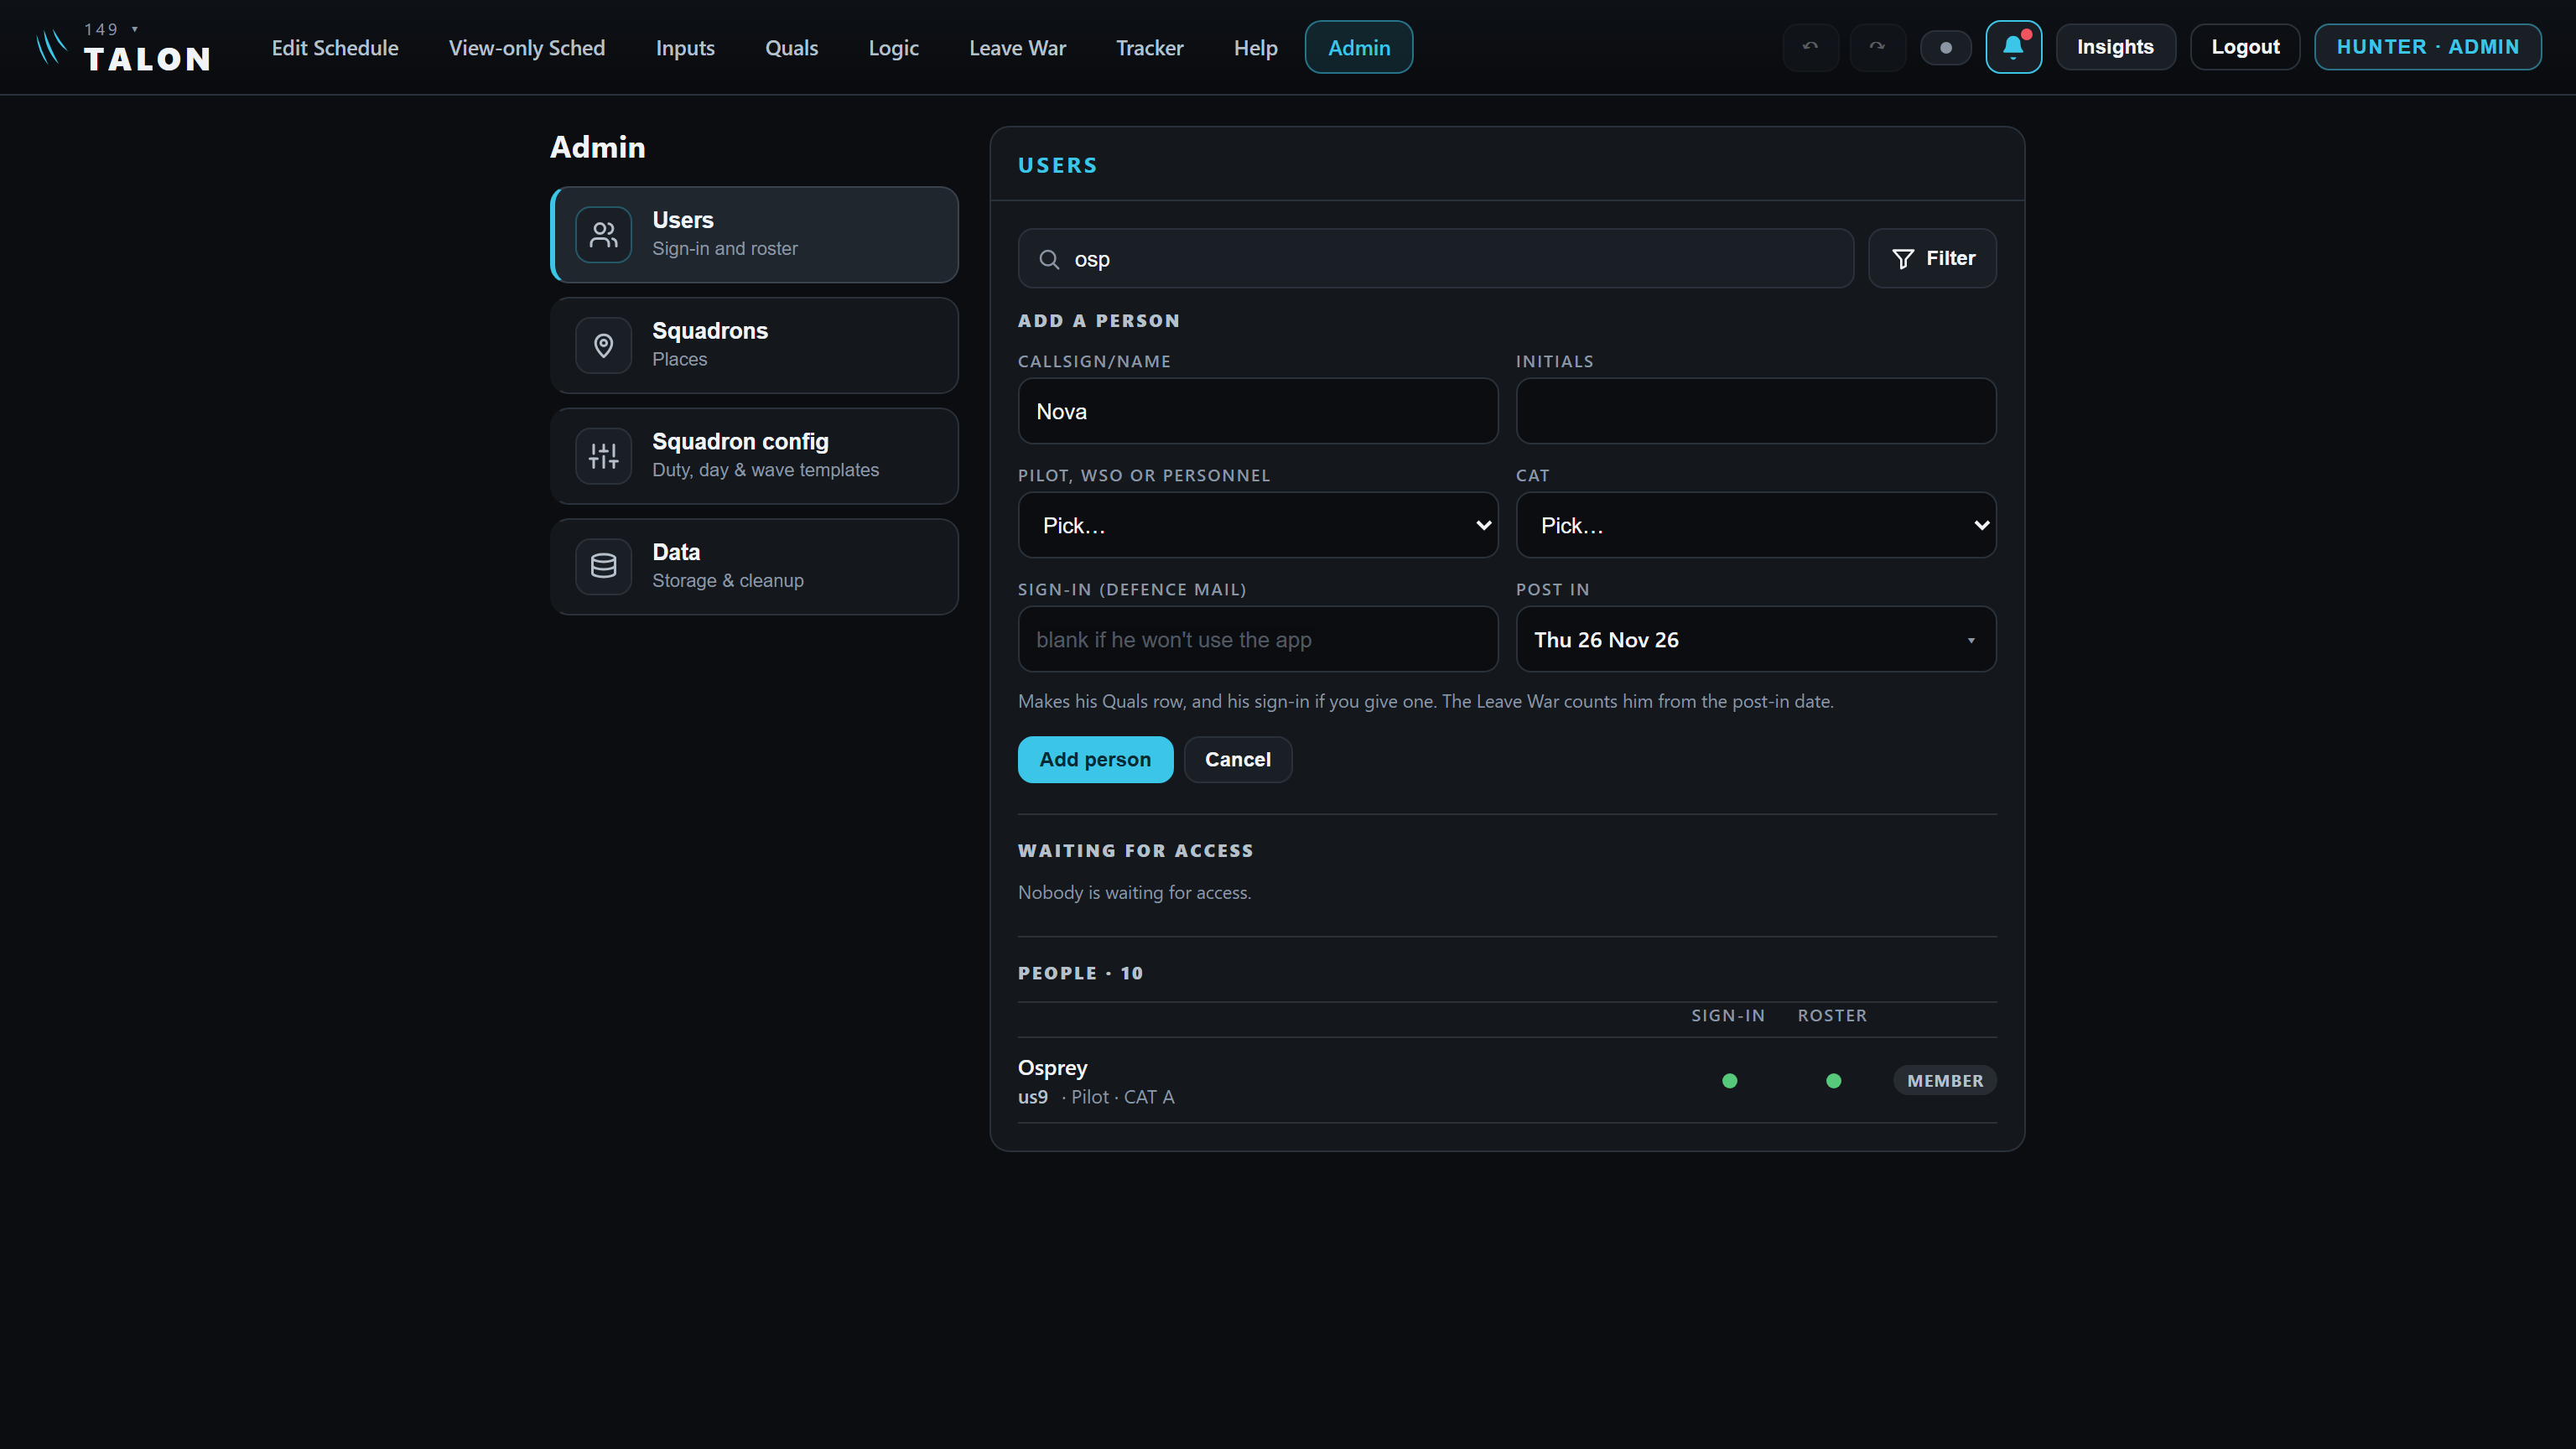 149 ▾
TALON
Edit Schedule
View-only Sched
Inputs
Quals
Logic
Leave War
Tracker
Help
Admin
Insights
Logout
HUNTER · ADMIN
Admin
Users
Sign-in and roster
Squadrons
Places
Squadron config
Duty, day & wave templates
Data
Storage & cleanup
USERS
osp
Filter
ADD A PERSON
CALLSIGN/NAME
INITIALS
Nova
PILOT, WSO OR PERSONNEL
CAT
Pick...
Pick...
SIGN-IN (DEFENCE MAIL)
POST IN
blank if he won't use the app
Thu 26 Nov 26
Makes his Quals row, and his sign-in if you give one. The Leave War counts him from the post-in date.
Add person
Cancel
WAITING FOR ACCESS
Nobody is waiting for access.
PEOPLE · 10
SIGN-IN
ROSTER
Osprey
us9 · Pilot · CAT A
MEMBER